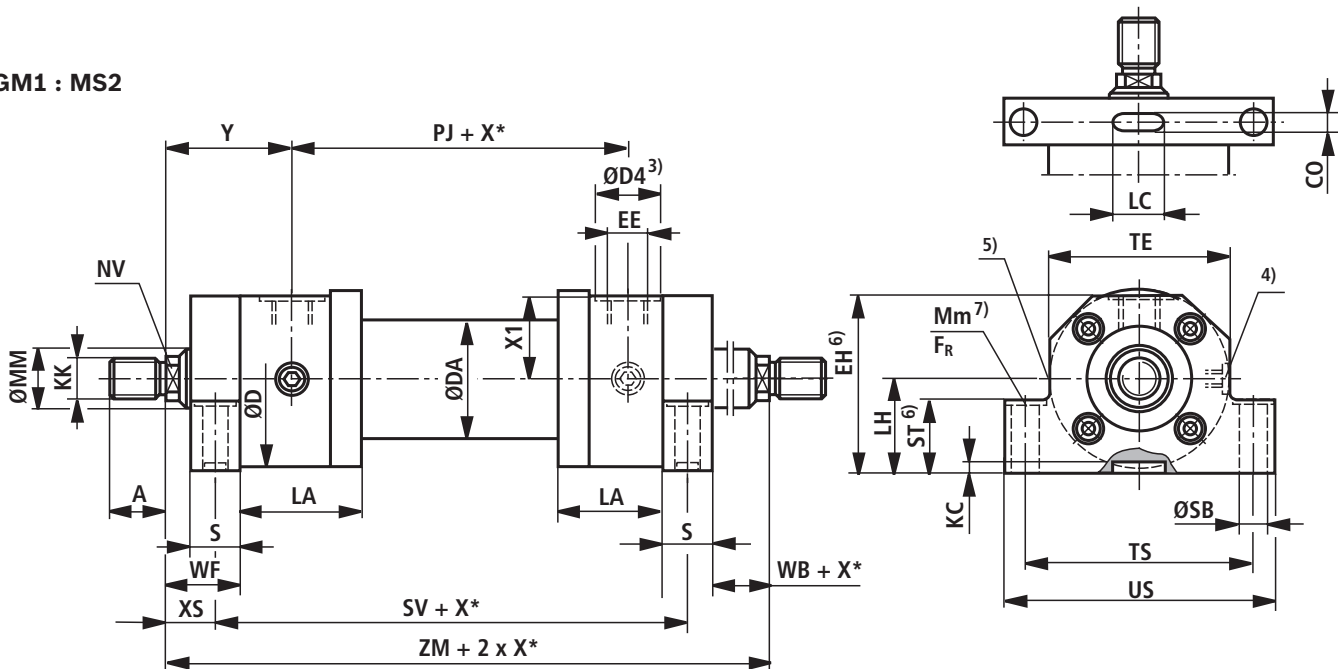 GM1 : MS2
Y
PJ + X*
ØD4 3)
EE
NV
ØMM
KK
ØD
ØDA
X1
A
S
LA
LA
S
WF
WB + X*
XS
SV + X*
ZM + 2 x X*
CO
LC
TE
5)
4)
Mm 7)
FR
EH 6)
LH
ST 6)
KC
ØSB
TS
US